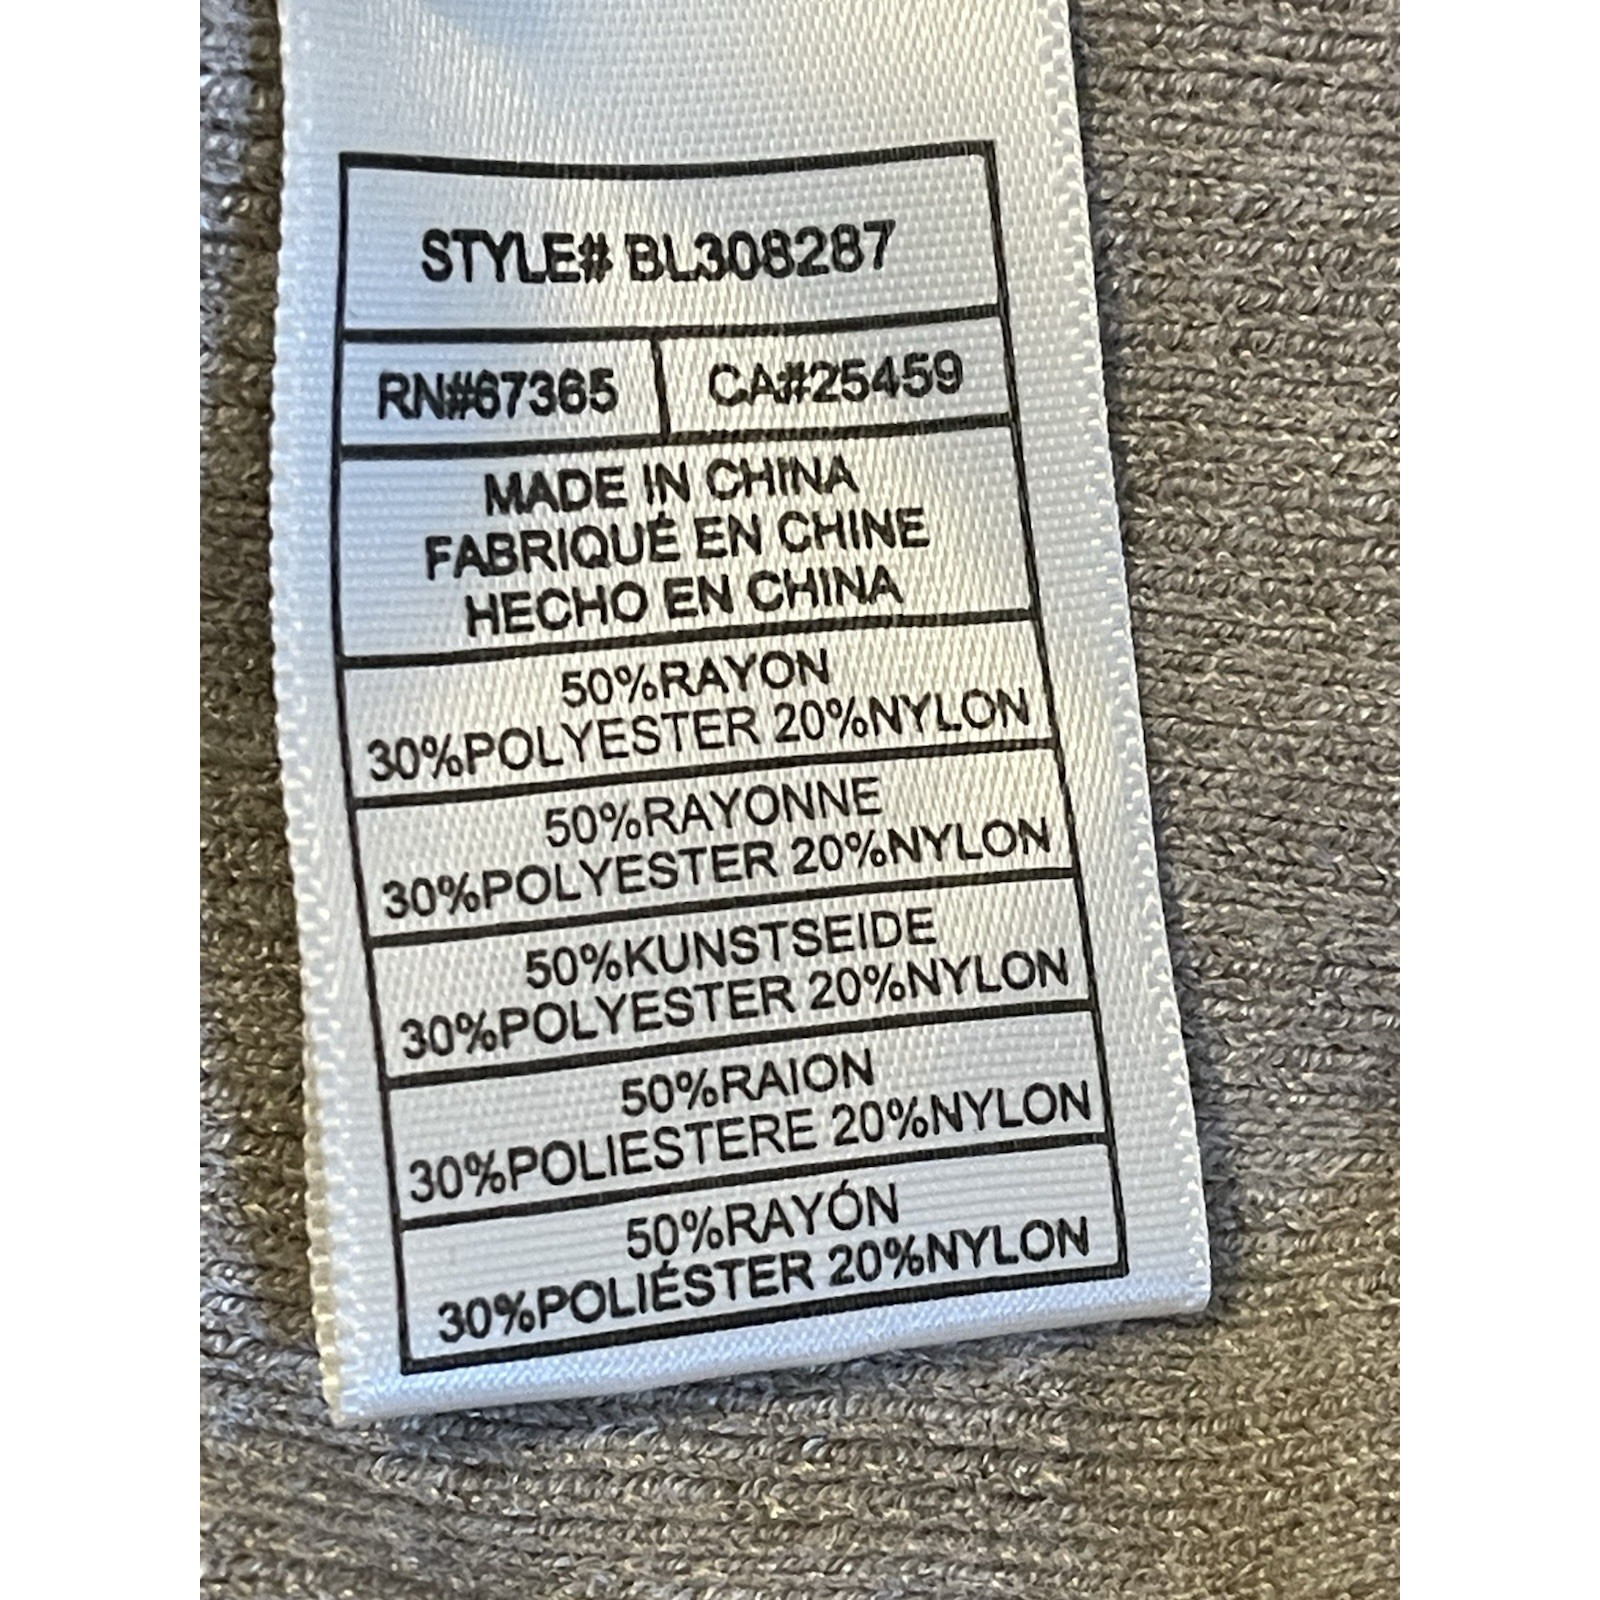 STYLE# BL308287
RN#67365 CA#25459
MADE IN CHINA
FABRIQUÉ EN CHINE
HECHO EN CHINA
50%RAYON
30%POLYESTER 20%NYLON
50%RAYONNE
30%POLYESTER 20%NYLON
50%KUNSTSEIDE
30%POLYESTER 20%NYLON
50%RAION
30%POLIESTERE 20%NYLON
50%RAYÓN
30%POLIÉSTER 20%NYLON